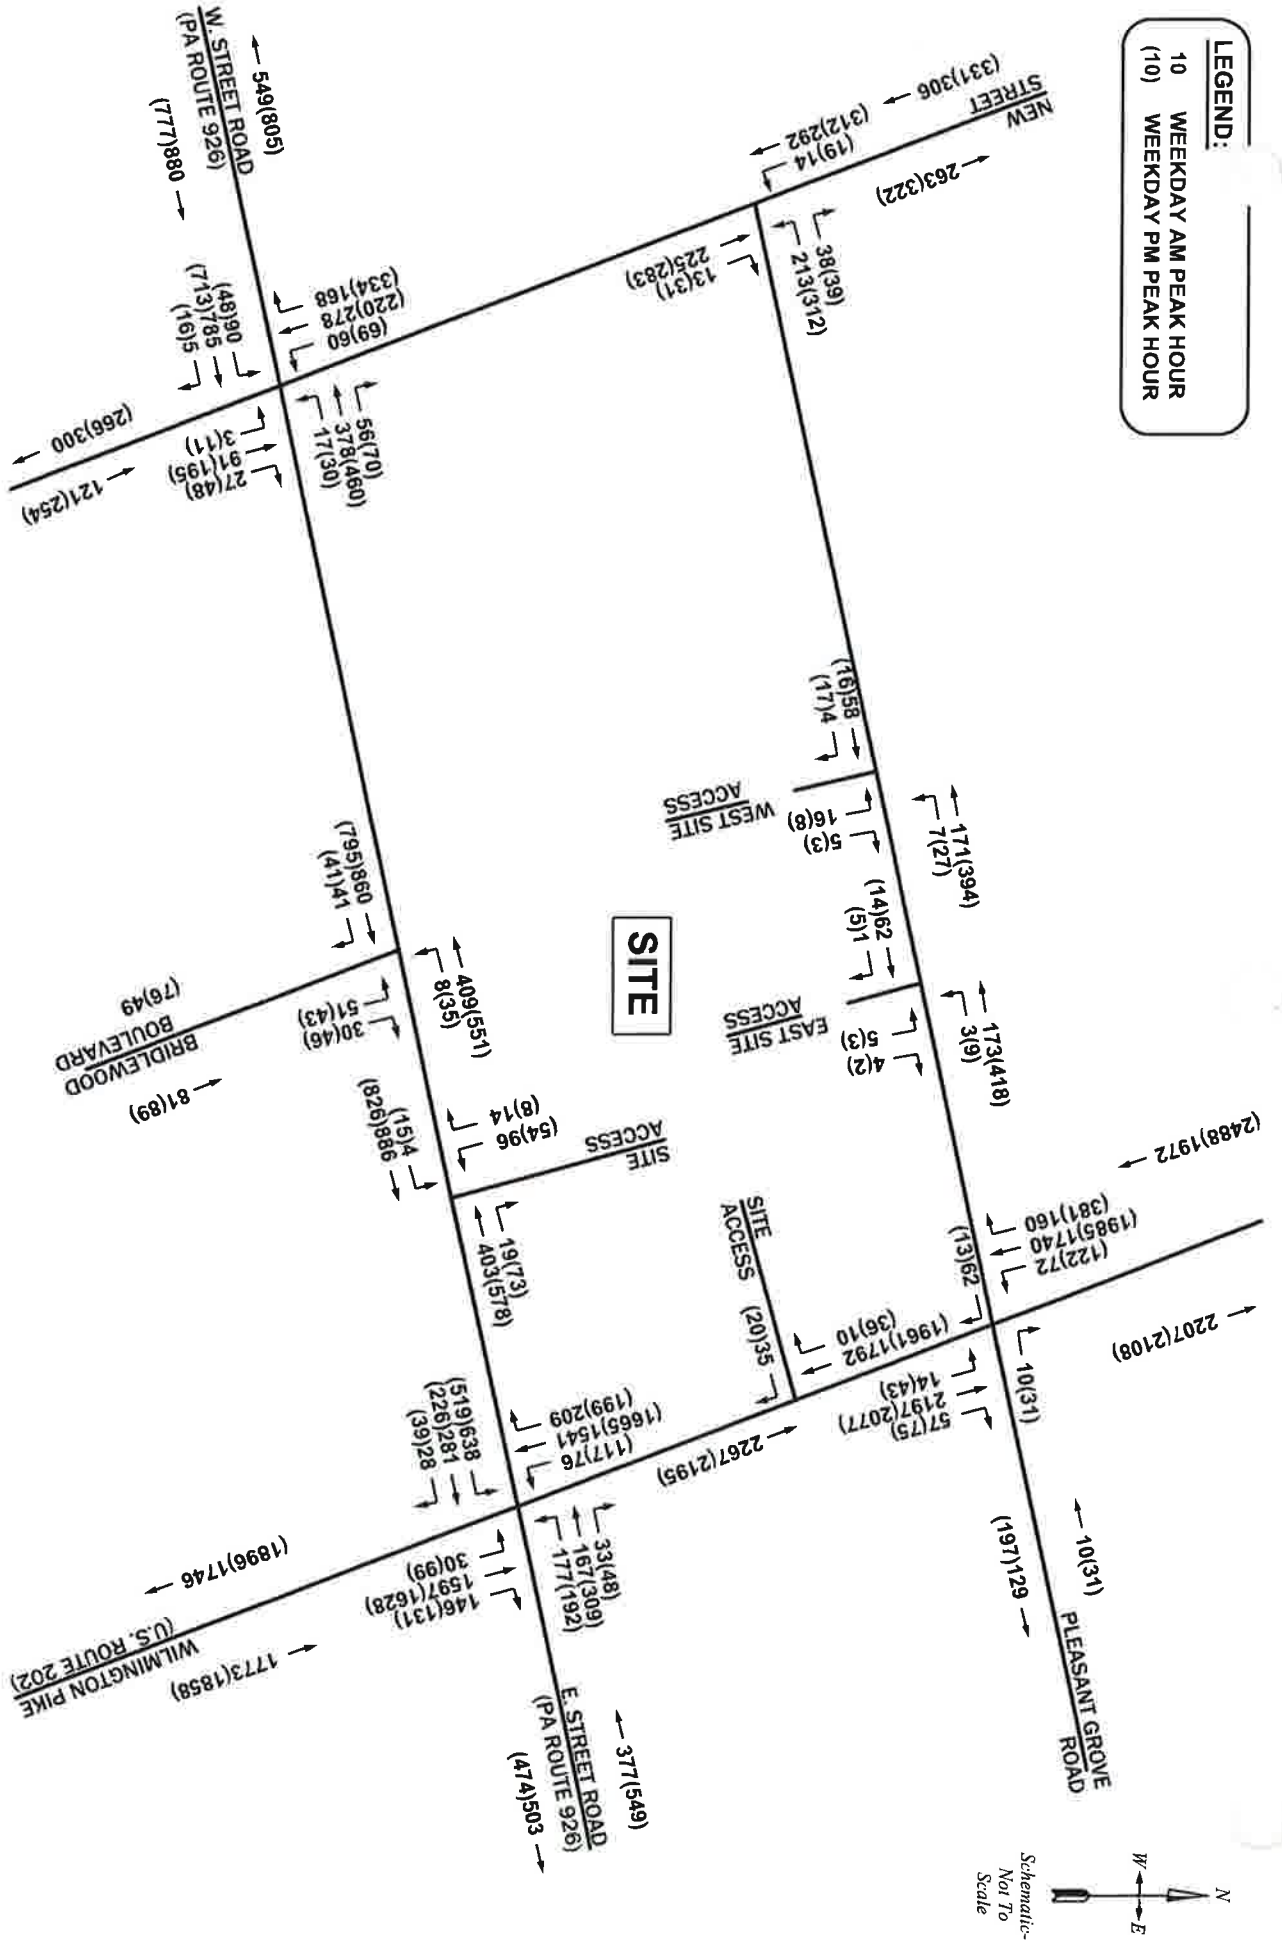 LEGEND:
10 WEEKDAY AM PEAK HOUR
(10) WEEKDAY PM PEAK HOUR
NEW
STREET
(331)306
263(322)
(312)292
(19)14
38(39)
213(312)
225(283)
13(31)
W. STREET ROAD
(PA ROUTE 926)
549(805)
(777)880
(334)168
(220)278
(69)60
(48)90
(713)785
(16)5
56(70)
378(460)
17(30)
3(11)
91(195)
27(48)
(266)300
121(254)
(16)58
(17)4
WEST SITE
ACCESS
16(8)
5(3)
171(394)
7(27)
(14)62
(5)1
EAST SITE
ACCESS
5(3)
4(2)
173(418)
3(9)
SITE
(795)860
(41)41
409(551)
8(35)
51(43)
30(46)
BRIDLEWOOD
BOULEVARD
(76)49
81(89)
(15)4
(826)886
(8)14
(54)96
SITE
ACCESS
19(73)
403(578)
SITE
ACCESS
(20)35
(36)10
(1961)1792
2267(2195)
(2488)1972
2207(2108)
(381)160
(1985)1740
(122)72
(13)62
10(31)
14(43)
2197(2077)
57(75)
10(31)
(197)129
PLEASANT GROVE
ROAD
(519)638
(226)281
(39)28
(199)209
(1665)1541
(117)76
33(48)
167(309)
177(192)
30(99)
1597(1628)
146(131)
(1896)1746
1773(1858)
WILMINGTON PIKE
(U.S. ROUTE 202)
E. STREET ROAD
(PA ROUTE 926)
377(549)
(474)503
N
W
E
Schematic-
Not To
Scale